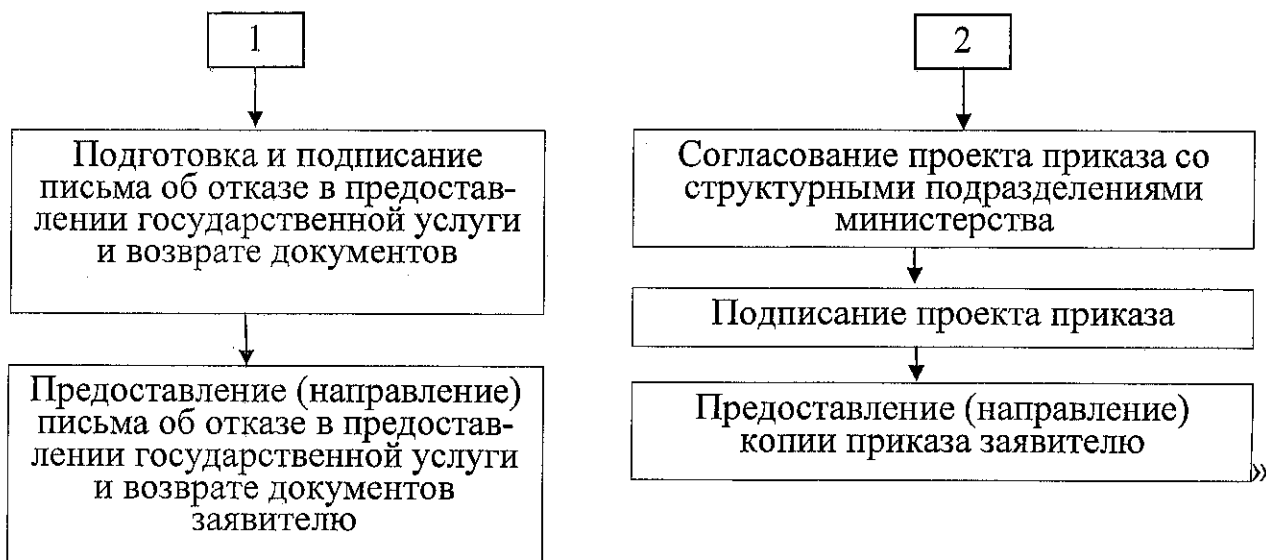 1
Подготовка и подписание
письма об отказе в предостав-
лении государственной услуги
и возврате документов
Предоставление (направление)
письма об отказе в предостав-
лении государственной услуги
и возврате документов
заявителю
2
Согласование проекта приказа со
структурными подразделениями
министерства
Подписание проекта приказа
Предоставление (направление)
копии приказа заявителю
»